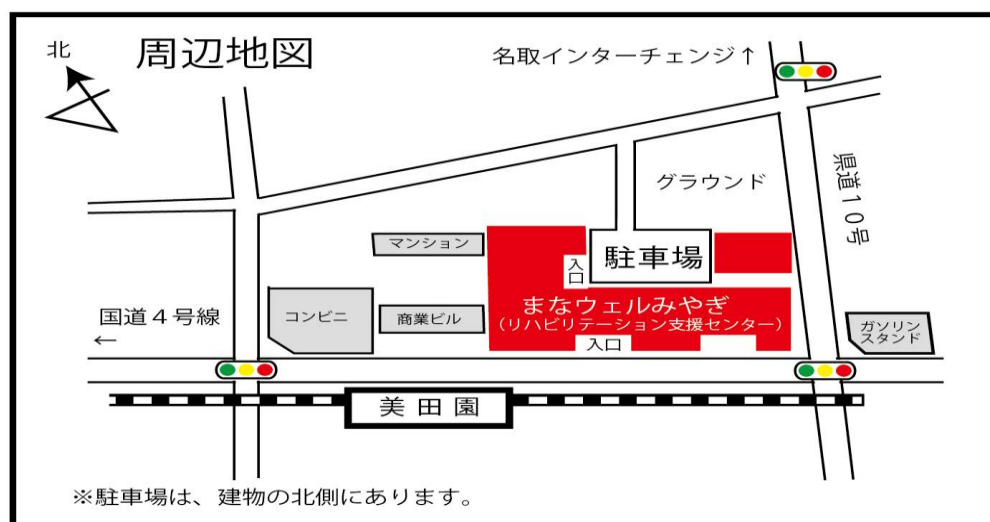 北
周辺地図
名取インターチェンジ↑
県道10号
グラウンド
マンション
駐車場
入口
まなウェルみやぎ
(リハビリテーション支援センター)
国道4号線
←
コンビニ
商業ビル
入口
ガソリン
スタンド
美田園
※駐車場は、建物の北側にあります。